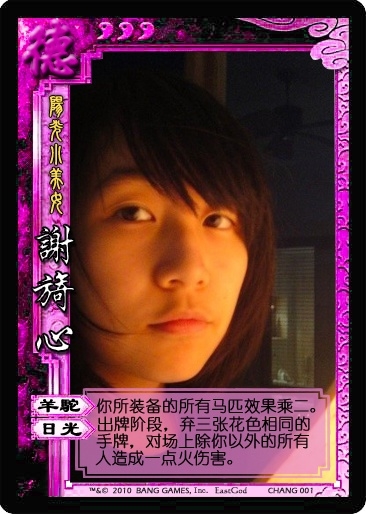 德
陽光小美女
謝旖心
羊駝
日光
你所装备的所有马匹效果乘二。
出牌阶段，弃三张花色相同的
手牌，对场上除你以外的所有
人造成一点火伤害。
™&© 2010 BANG GAMES, Inc. EastGod CHANG 001